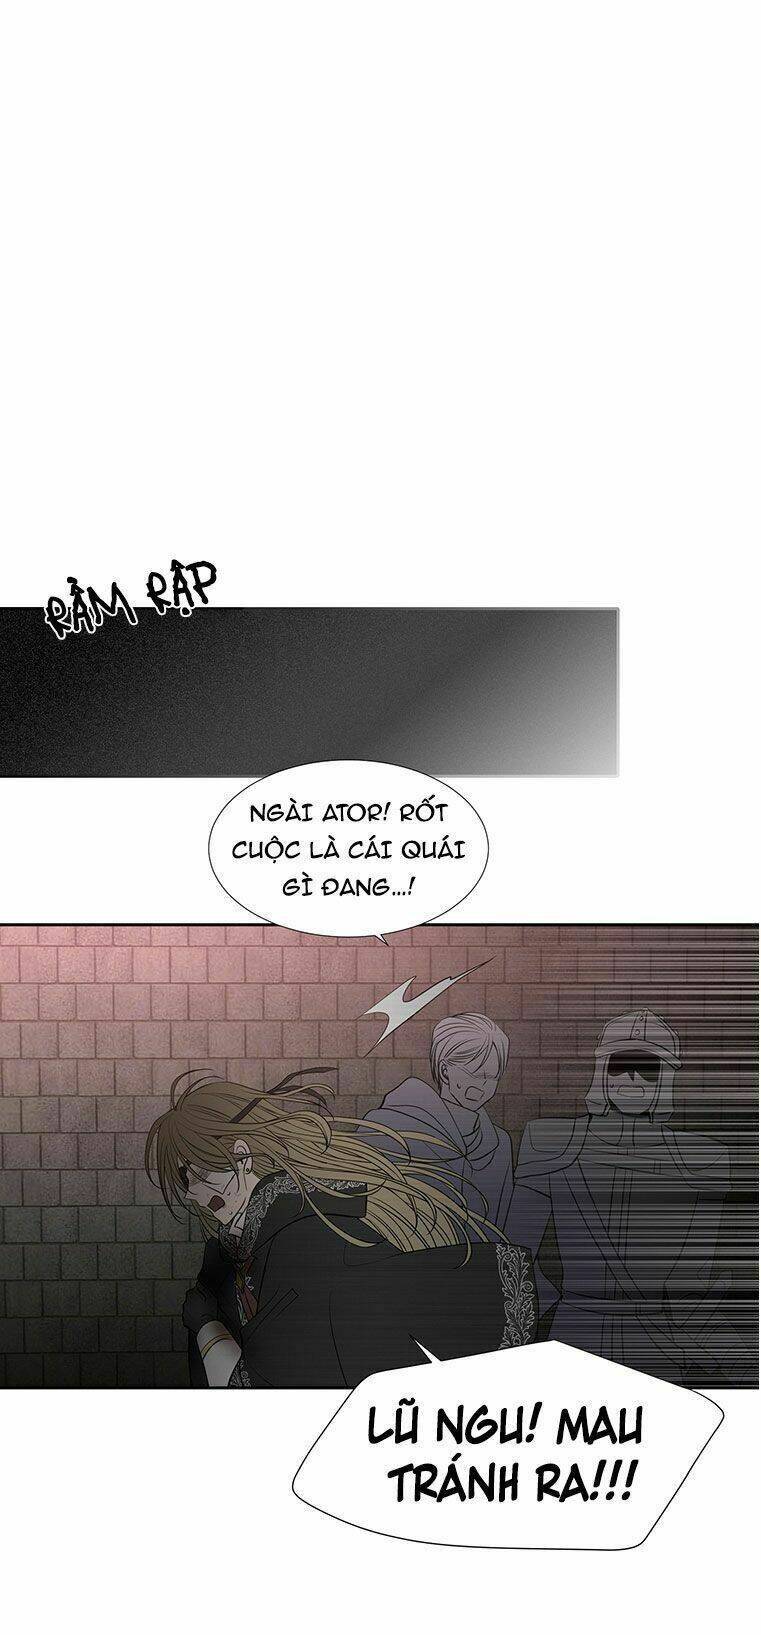 RẦM RẬP
NGÀI ATOR! RỐT
CUỘC LÀ CÁI QUÁI
GÌ ĐANG...!
LŨ NGU! MAU
TRÁNH RA!!!